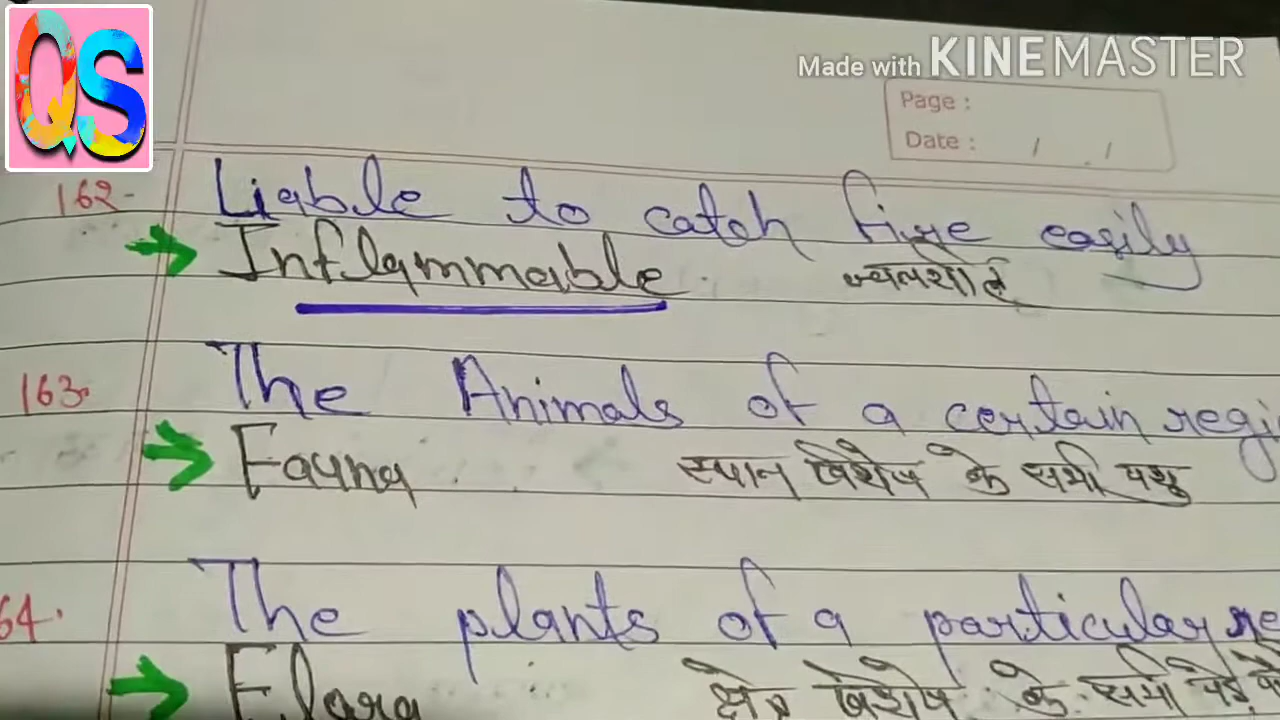 QS
Made with KINEMASTER
Page :
Date : / /
162- Liable to catch fire easily
Inflammable.
163. The Animals of a certain regi
Fauna स्थान विशेष के सभी पशु
64. The plants of a particular re
Flora क्षेत्र विशेष के सभी पेड़